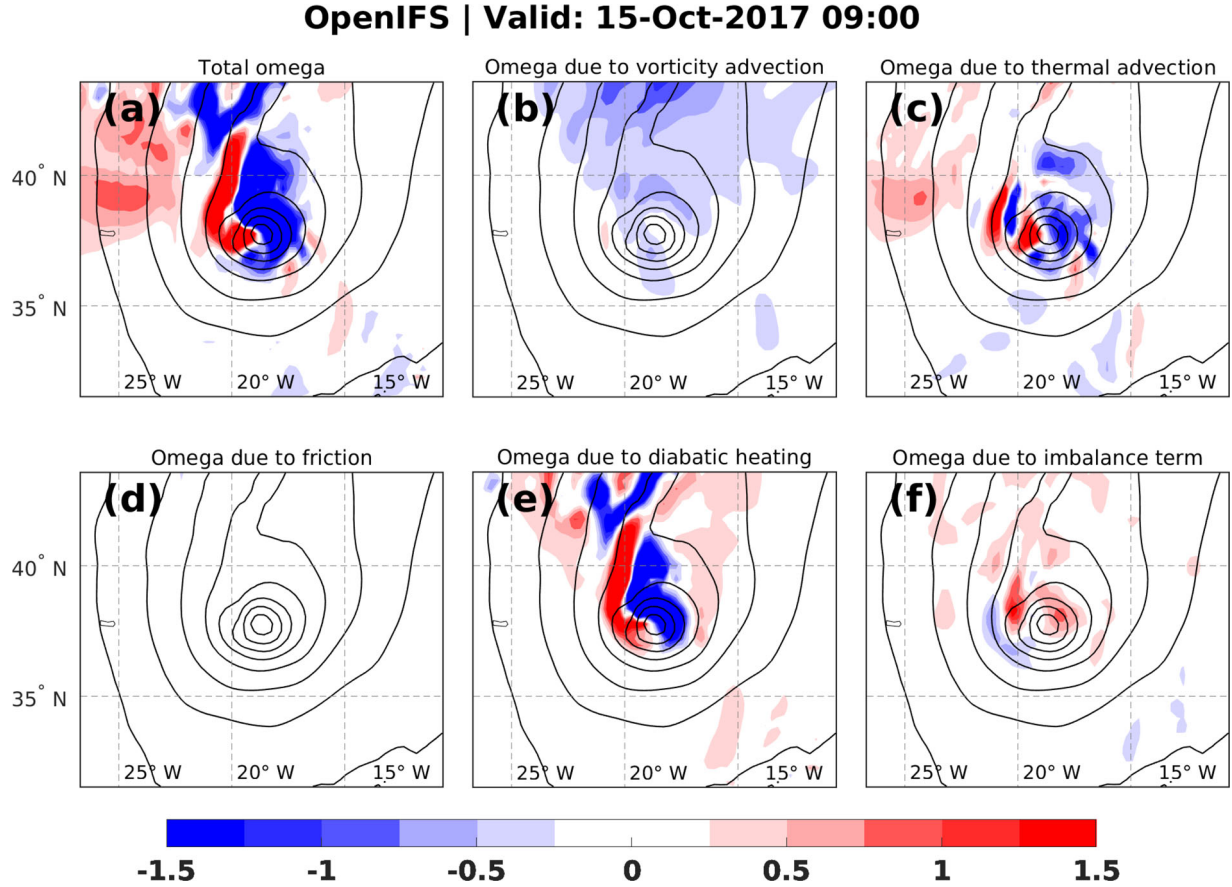 OpenIFS | Valid: 15-Oct-2017 09:00
Total omega
Omega due to vorticity advection
Omega due to thermal advection
(a)
(b)
(c)
40° N
35° N
25° W 20° W 15° W
25° W 20° W 15° W
25° W 20° W 15° W
Omega due to friction
Omega due to diabatic heating
Omega due to imbalance term
(d)
(e)
(f)
40° N
35° N
25° W 20° W 15° W
25° W 20° W 15° W
25° W 20° W 15° W
-1.5 -1 -0.5 0 0.5 1 1.5